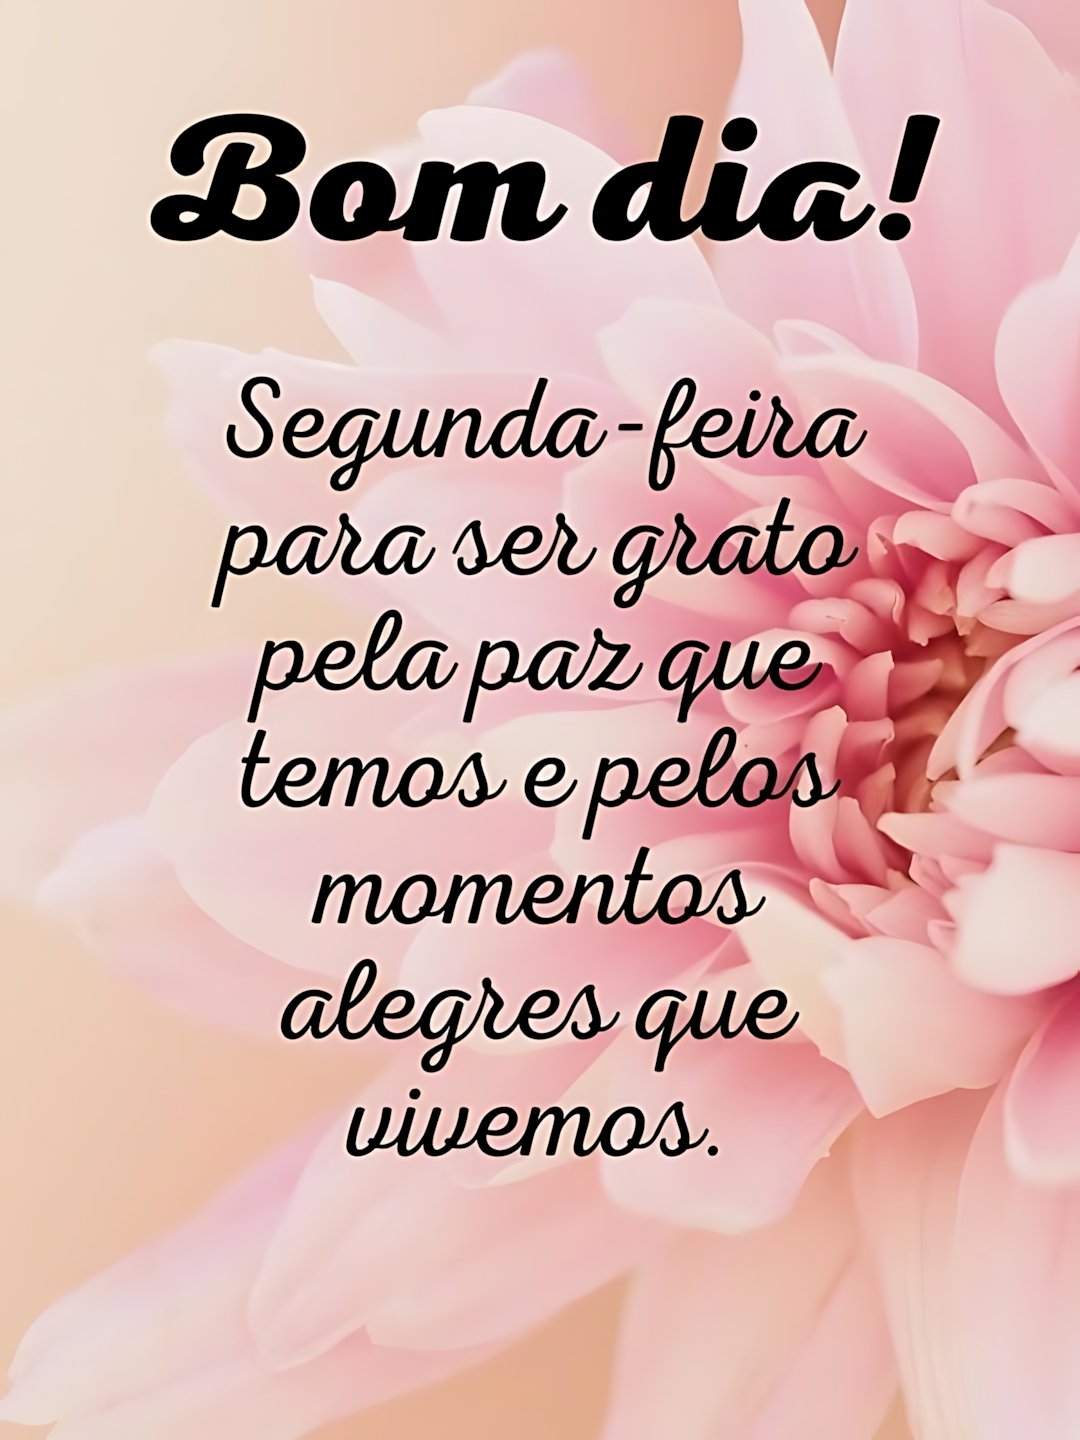 Bom dia!
Segunda-feira
para ser grato
pela paz que
temos e pelos
momentos
alegres que
vivemos.